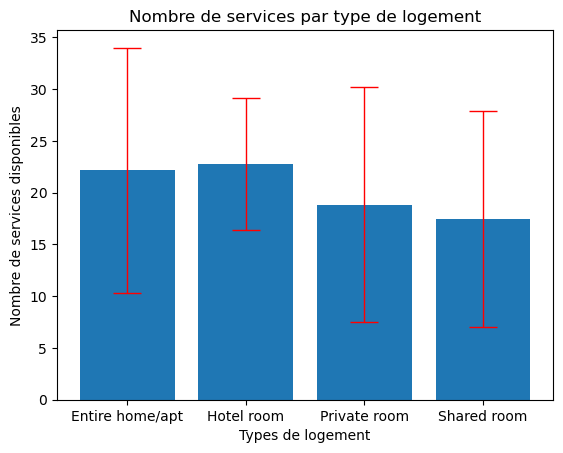 Nombre de services par type de logement
Nombre de services disponibles
35
30
25
20
15
10
5
0
Entire home/apt Hotel room Private room Shared room
Types de logement